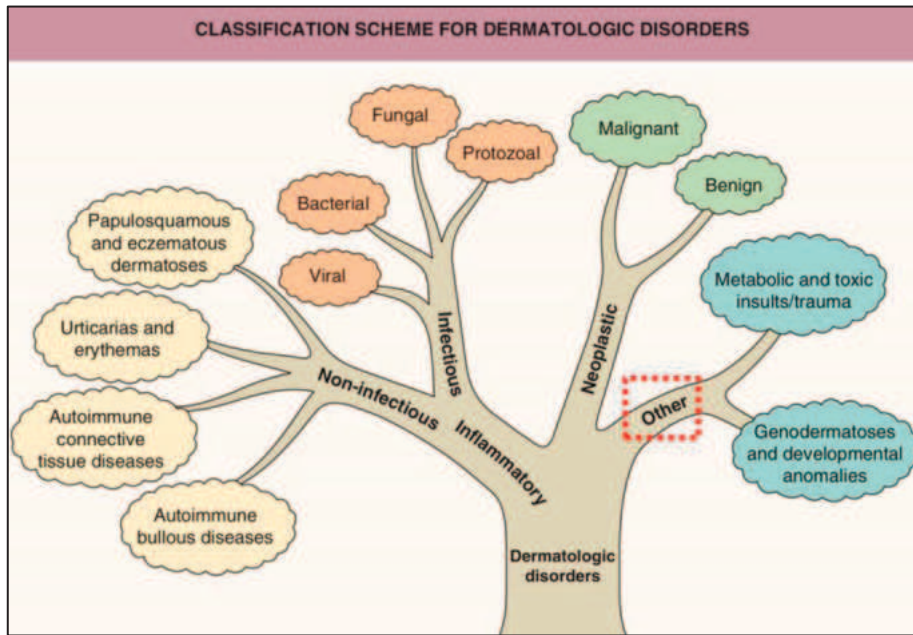 CLASSIFICATION SCHEME FOR DERMATOLOGIC DISORDERS
Fungal
Protozoal
Bacterial
Viral
Malignant
Benign
Papulosquamous
and eczematous
dermatoses
Urticarias and
erythemas
Autoimmune
connective
tissue diseases
Autoimmune
bullous diseases
Metabolic and toxic
insults/trauma
Genodermatoses
and developmental
anomalies
Infectious
Non-infectious
Inflammatory
Neoplastic
Other
Dermatologic
disorders